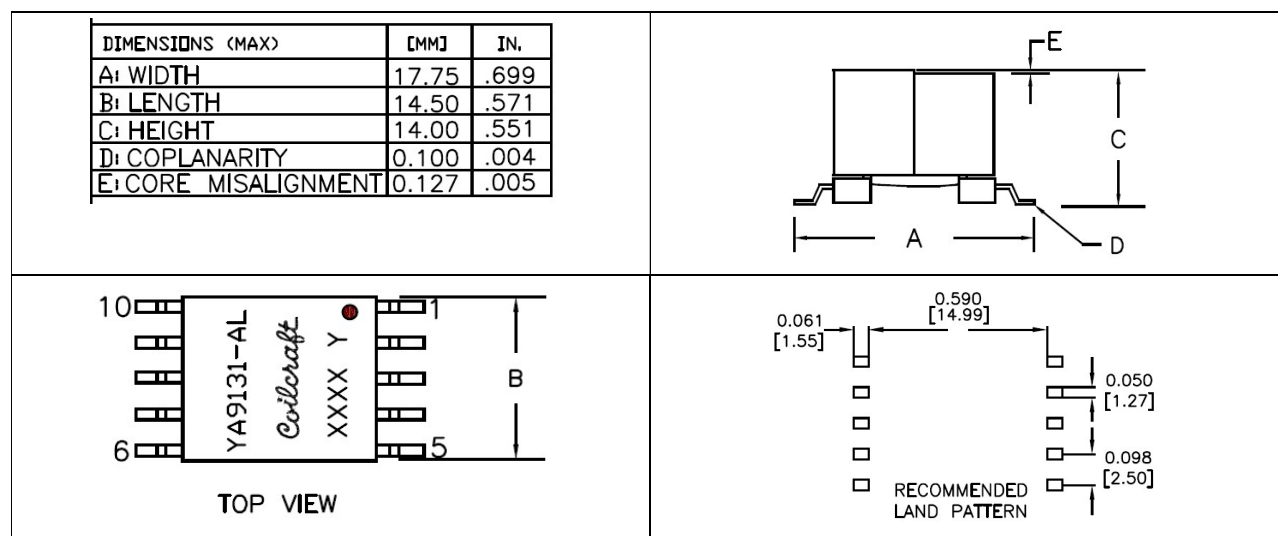 DIMENSIONS (MAX) [MM] IN.
A: WIDTH 17.75 .699
B: LENGTH 14.50 .571
C: HEIGHT 14.00 .551
D: COPLANARITY 0.100 .004
E: CORE MISALIGNMENT 0.127 .005
E
C
A
D
10
1
6
5
YA9131-AL
Coilcraft
XXXX Y
B
TOP VIEW
0.590
[14.99]
0.061
[1.55]
0.050
[1.27]
0.098
[2.50]
RECOMMENDED
LAND PATTERN